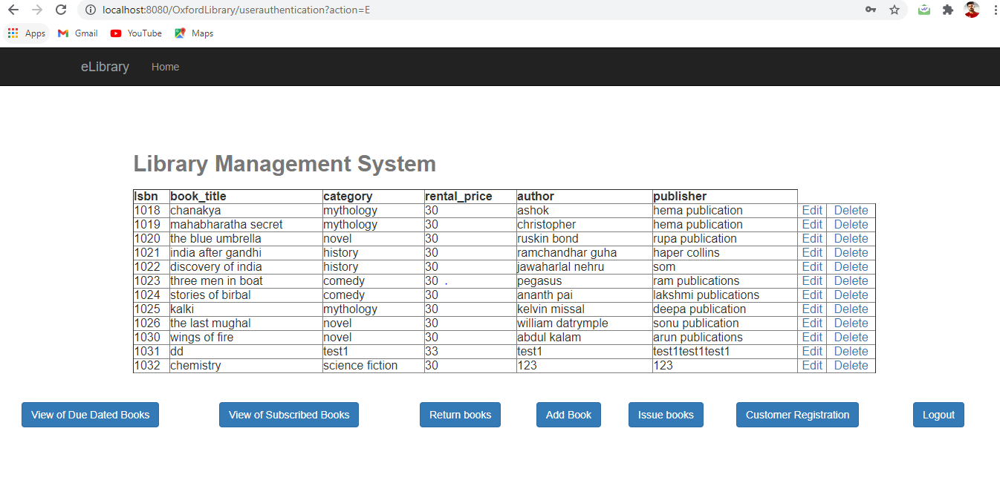 localhost:8080/OxfordLibrary/userauthentication?action=E
Apps Gmail YouTube Maps
eLibrary Home
Library Management System
Isbn book_title category rental_price author publisher
1018 chanakya mythology 30 ashok hema publication Edit Delete
1019 mahabharatha secret mythology 30 christopher hema publication Edit Delete
1020 the blue umbrella novel 30 ruskin bond rupa publication Edit Delete
1021 india after gandhi history 30 ramchandhar guha haper collins Edit Delete
1022 discovery of india history 30 jawaharlal nehru som Edit Delete
1023 three men in boat comedy 30 . pegasus ram publications Edit Delete
1024 stories of birbal comedy 30 ananth pai lakshmi publications Edit Delete
1025 kalki mythology 30 kelvin missal deepa publication Edit Delete
1026 the last mughal novel 30 william datrymple sonu publication Edit Delete
1030 wings of fire novel 30 abdul kalam arun publications Edit Delete
1031 dd test1 33 test1 test1test1test1 Edit Delete
1032 chemistry science fiction 30 123 123 Edit Delete
View of Due Dated Books View of Subscribed Books Return books Add Book Issue books Customer Registration Logout